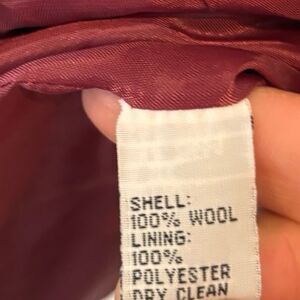 SHELL:
100% WOOL
LINING:
100%
POLYESTER
DRY CLEAN